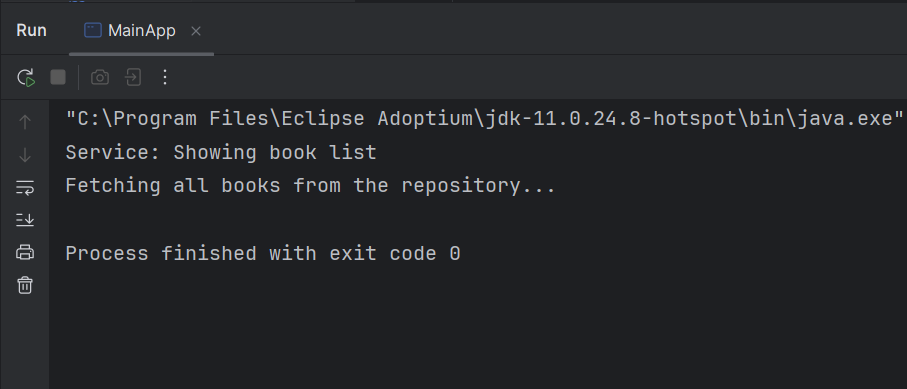 Run MainApp
"C:\Program Files\Eclipse Adoptium\jdk-11.0.24.8-hotspot\bin\java.exe"
Service: Showing book list
Fetching all books from the repository...
Process finished with exit code 0